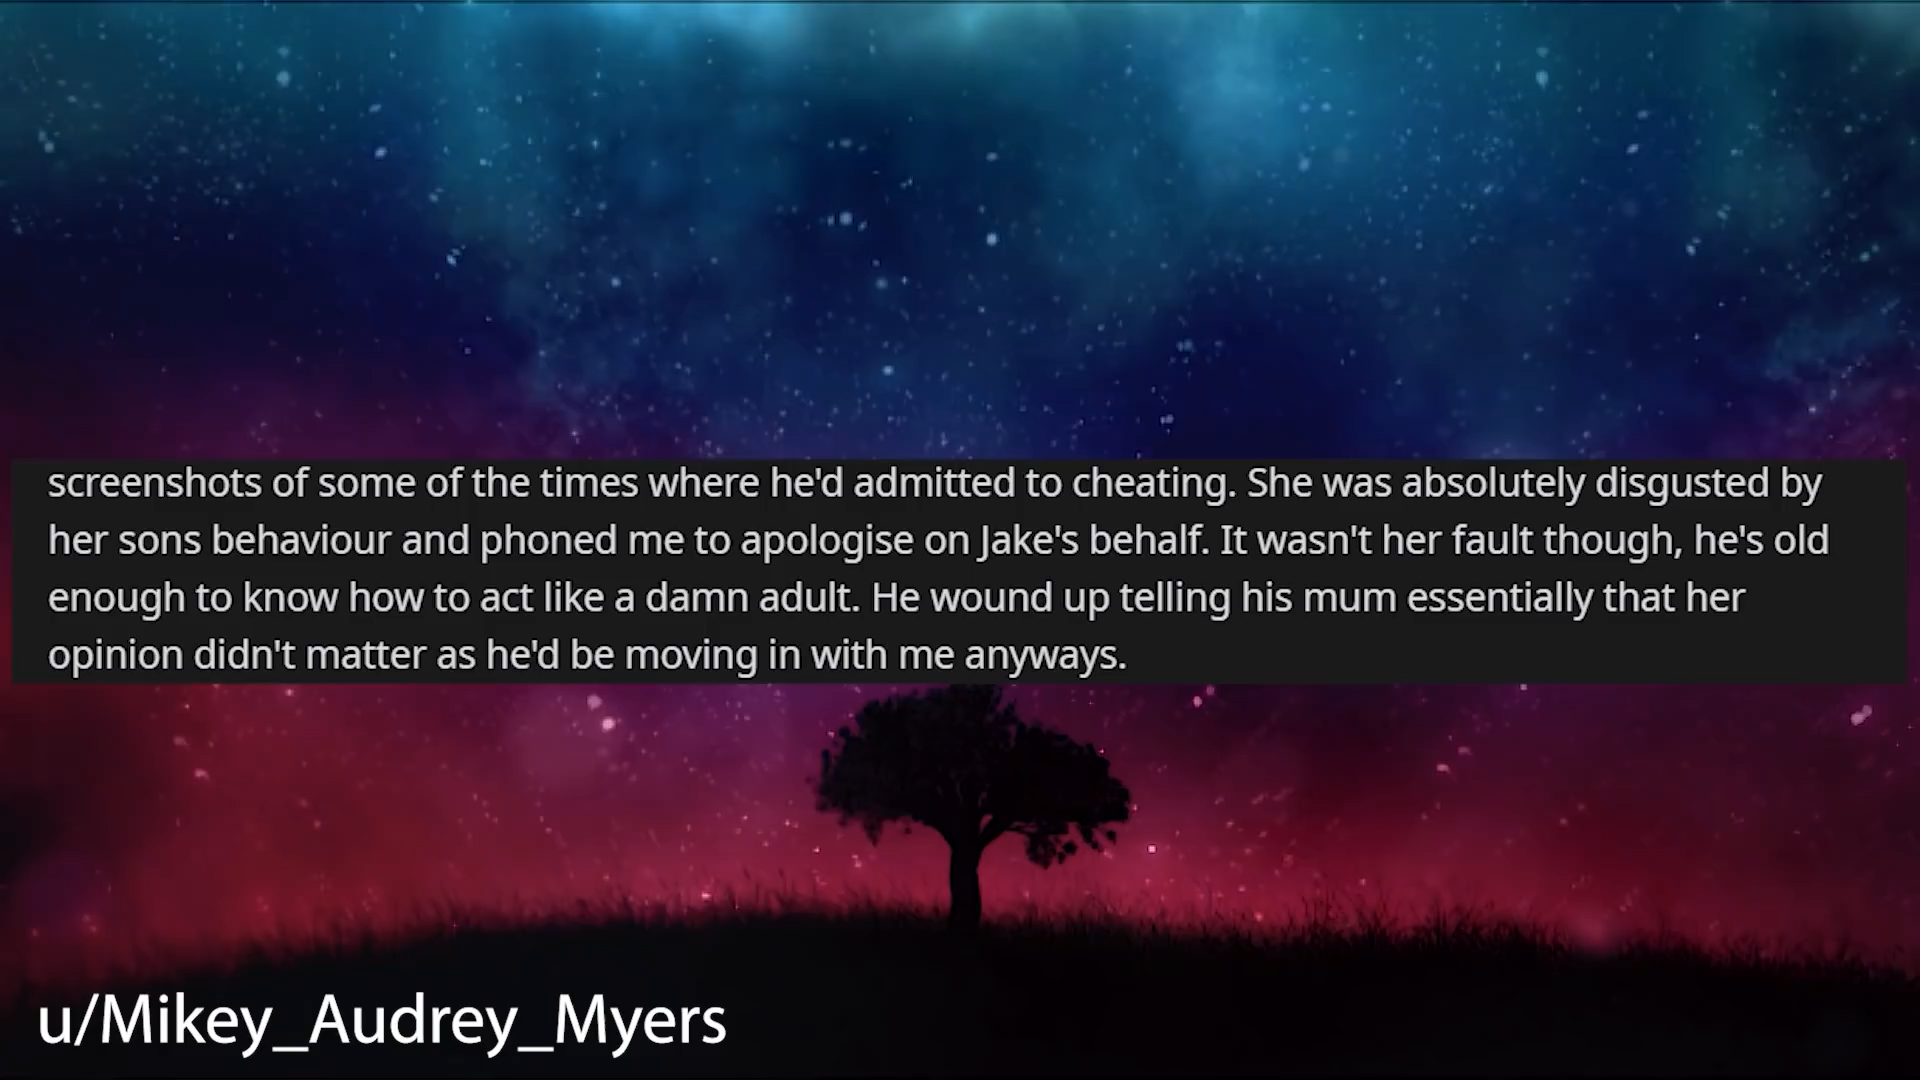 screenshots of some of the times where he'd admitted to cheating. She was absolutely disgusted by
her sons behaviour and phoned me to apologise on Jake's behalf. It wasn't her fault though, he's old
enough to know how to act like a damn adult. He wound up telling his mum essentially that her
opinion didn't matter as he'd be moving in with me anyways.
u/Mikey_Audrey_Myers